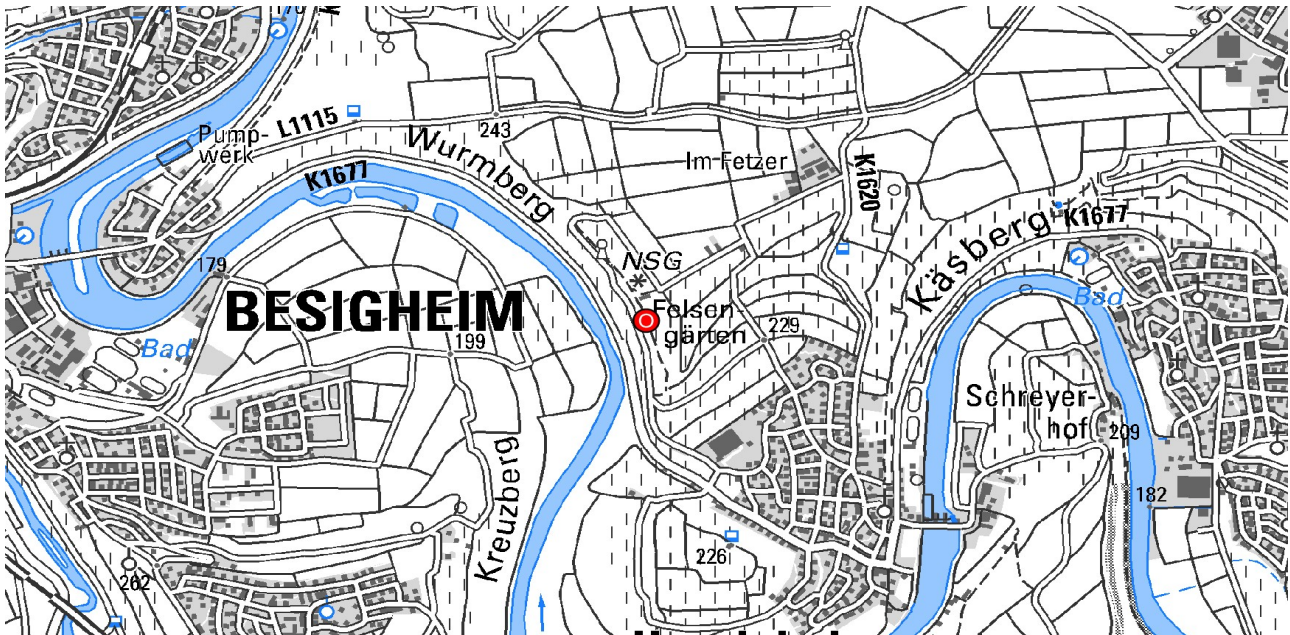 170
Pump-
werk
L1115
243
Wurmberg
K1677
Im Fetzer
K1620
Käsberg
K1677
NSG
Felsen-
gärten
179
BESIGHEIM
199
229
Bad
Bad
Schreyer-
hof
209
182
Kreuzberg
226
262